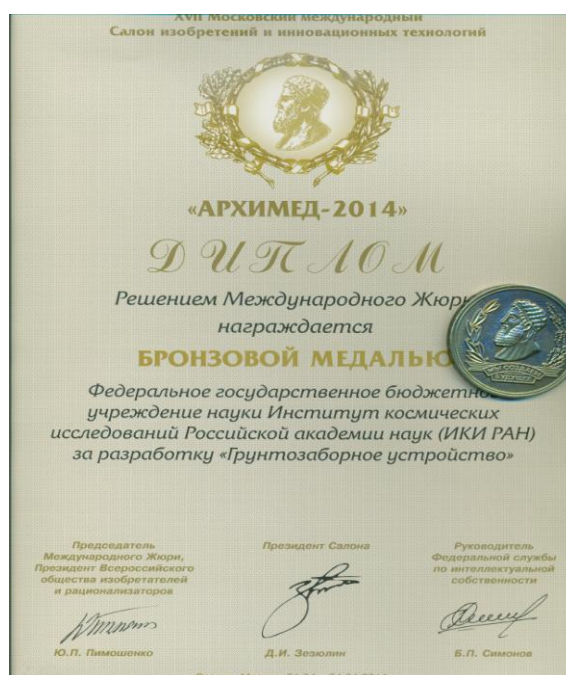 XVII Московский международный
Салон изобретений и инновационных технологий
«АРХИМЕД-2014»
ДИПЛОМ
Решением Международного Жюри
награждается
БРОНЗОВОЙ МЕДАЛЬЮ
Федеральное государственное бюджетное
учреждение науки Институт космических
исследований Российской академии наук (ИКИ РАН)
за разработку «Грунтозаборное устройство»
Председатель
Международного Жюри,
Президент Всероссийского
общества изобретателей
и рационализаторов
Ю.П. Пимошенко
Президент Салона
Д.И. Зезюлин
Руководитель
Федеральной службы
по интеллектуальной
собственности
Б.П. Симонов